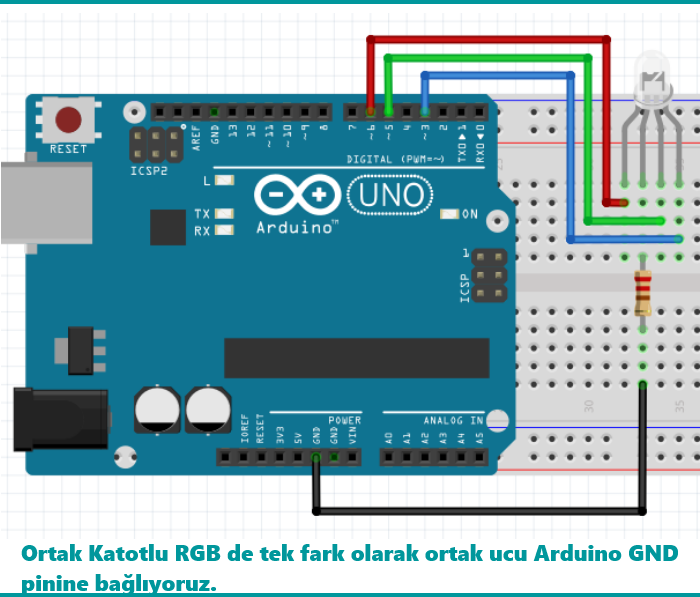 RESET
ICSP2
AREF
GND
13
12
~11
~10
~9
8
7
~6
~5
4
~3
2
TXD▶1
RXD◀0
DIGITAL (PWM=~)
L
TX
RX
UNO
Arduino™
ON
1
ICSP
30
35
IOREF
RESET
3V3
5V
GND
GND
VIN
POWER
A0
A1
A2
A3
A4
A5
ANALOG IN
Ortak Katotlu RGB de tek fark olarak ortak ucu Arduino GND
pinine bağlıyoruz.